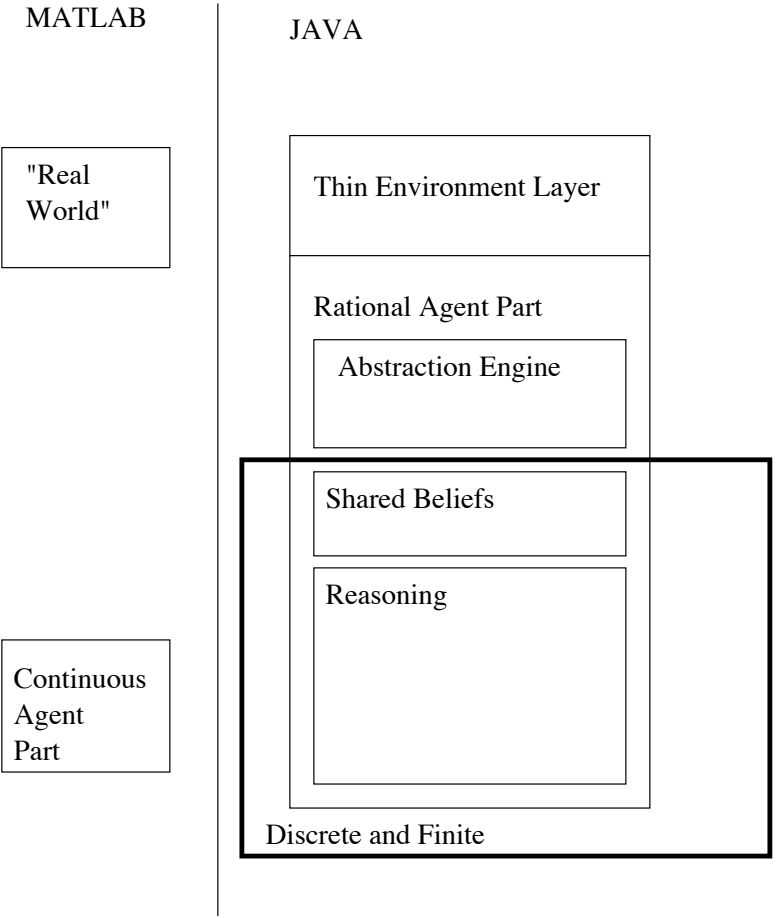 MATLAB
JAVA
"Real
World"
Thin Environment Layer
Rational Agent Part
Abstraction Engine
Shared Beliefs
Reasoning
Continuous
Agent
Part
Discrete and Finite